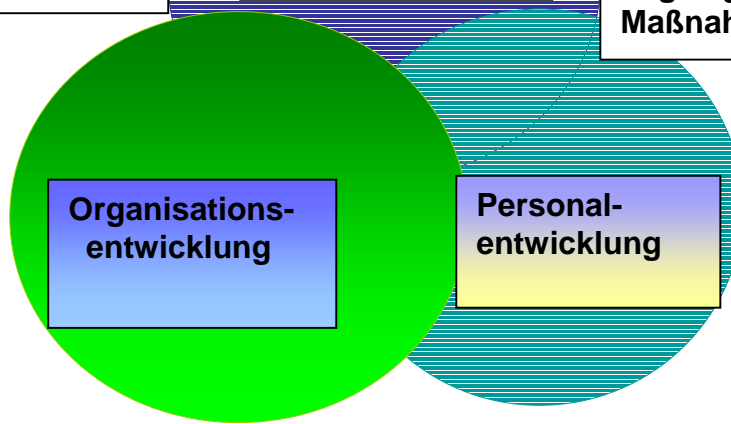 Maßnah
Organisations-
entwicklung
Personal-
entwicklung